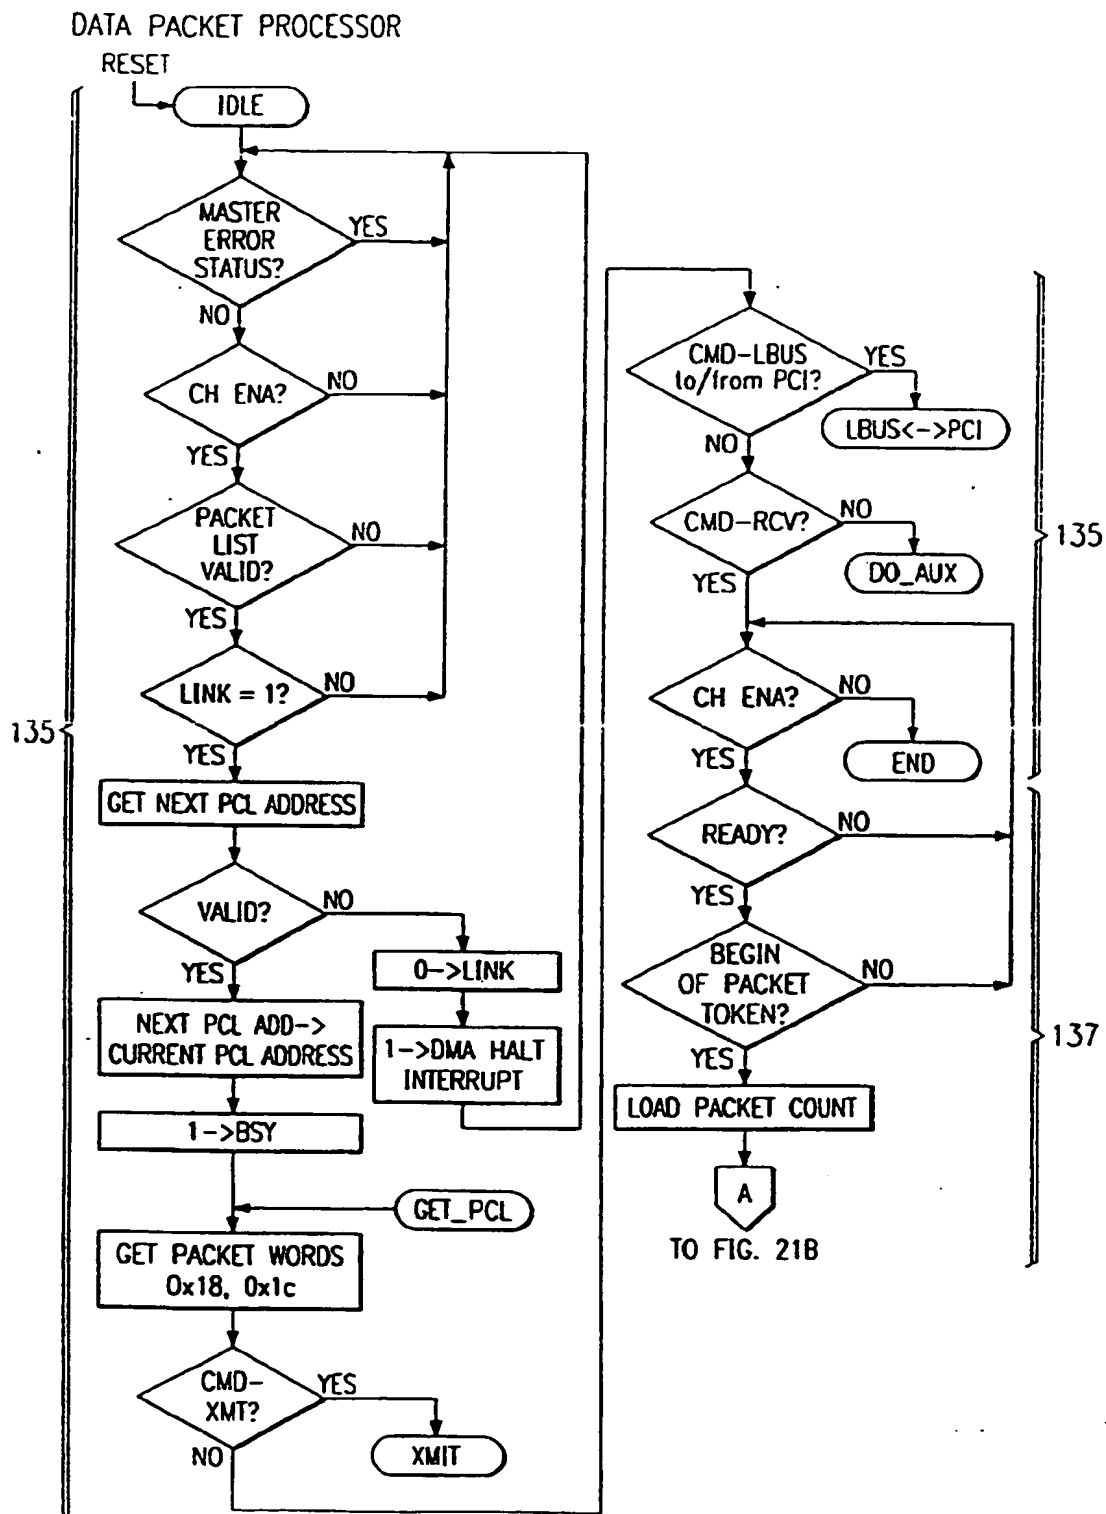 DATA PACKET PROCESSOR
RESET
IDLE
MASTER
ERROR
STATUS?
YES
NO
CH ENA?
NO
YES
PACKET
LIST
VALID?
NO
YES
LINK = 1?
NO
YES
135
GET NEXT PCL ADDRESS
VALID?
NO
YES
0->LINK
NEXT PCL ADD->
CURRENT PCL ADDRESS
1->DMA HALT
INTERRUPT
1->BSY
GET_PCL
GET PACKET WORDS
0x18, 0x1c
CMD-
XMT?
YES
NO
XMIT
CMD-LBUS
to/from PCI?
YES
NO
LBUS<->PCI
CMD-RCV?
NO
YES
DO_AUX
135
CH ENA?
NO
YES
END
READY?
NO
YES
BEGIN
OF PACKET
TOKEN?
NO
YES
137
LOAD PACKET COUNT
A
TO FIG. 21B